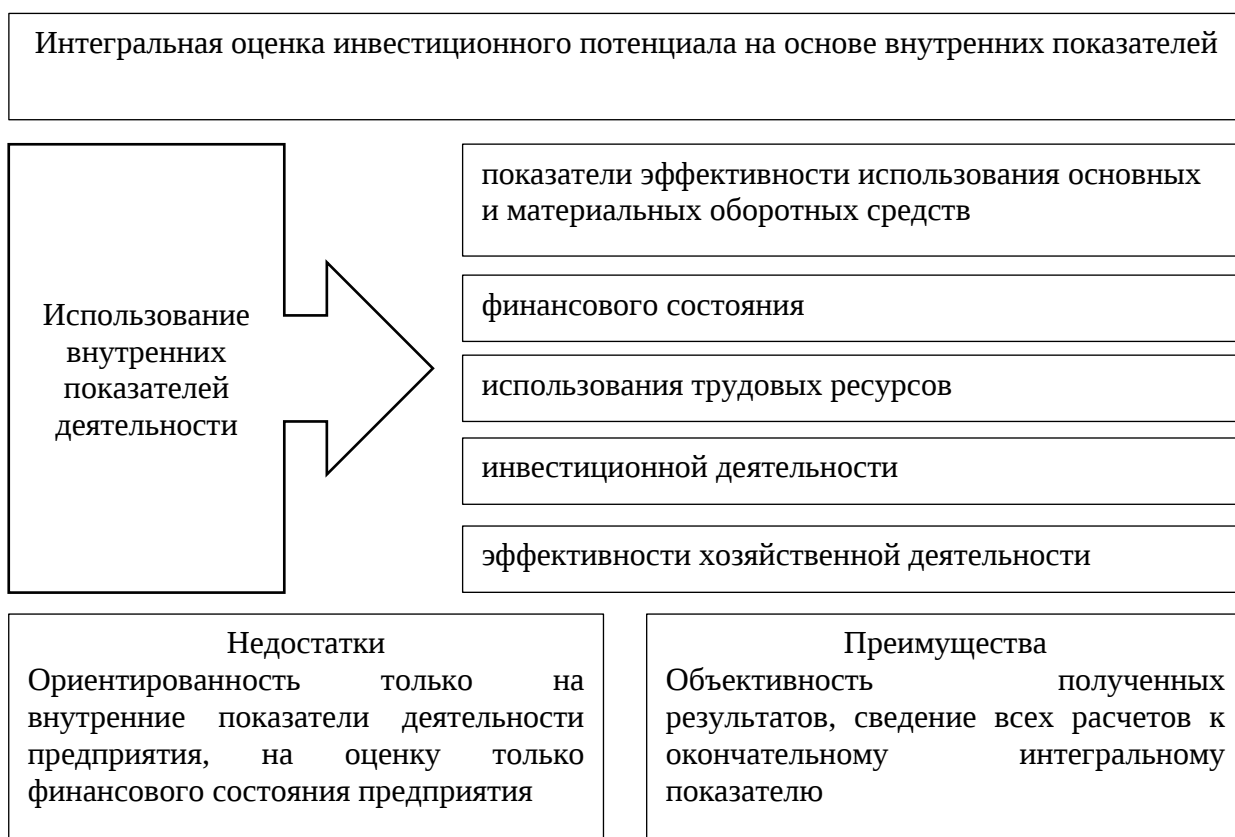 Интегральная оценка инвестиционного потенциала на основе внутренних показателей
Использование
внутренних
показателей
деятельности
показатели эффективности использования основных
и материальных оборотных средств
финансового состояния
использования трудовых ресурсов
инвестиционной деятельности
эффективности хозяйственной деятельности
Недостатки
Ориентированность только на
внутренние показатели деятельности
предприятия, на оценку только
финансового состояния предприятия
Преимущества
Объективность полученных
результатов, сведение всех расчетов к
окончательному интегральному
показателю